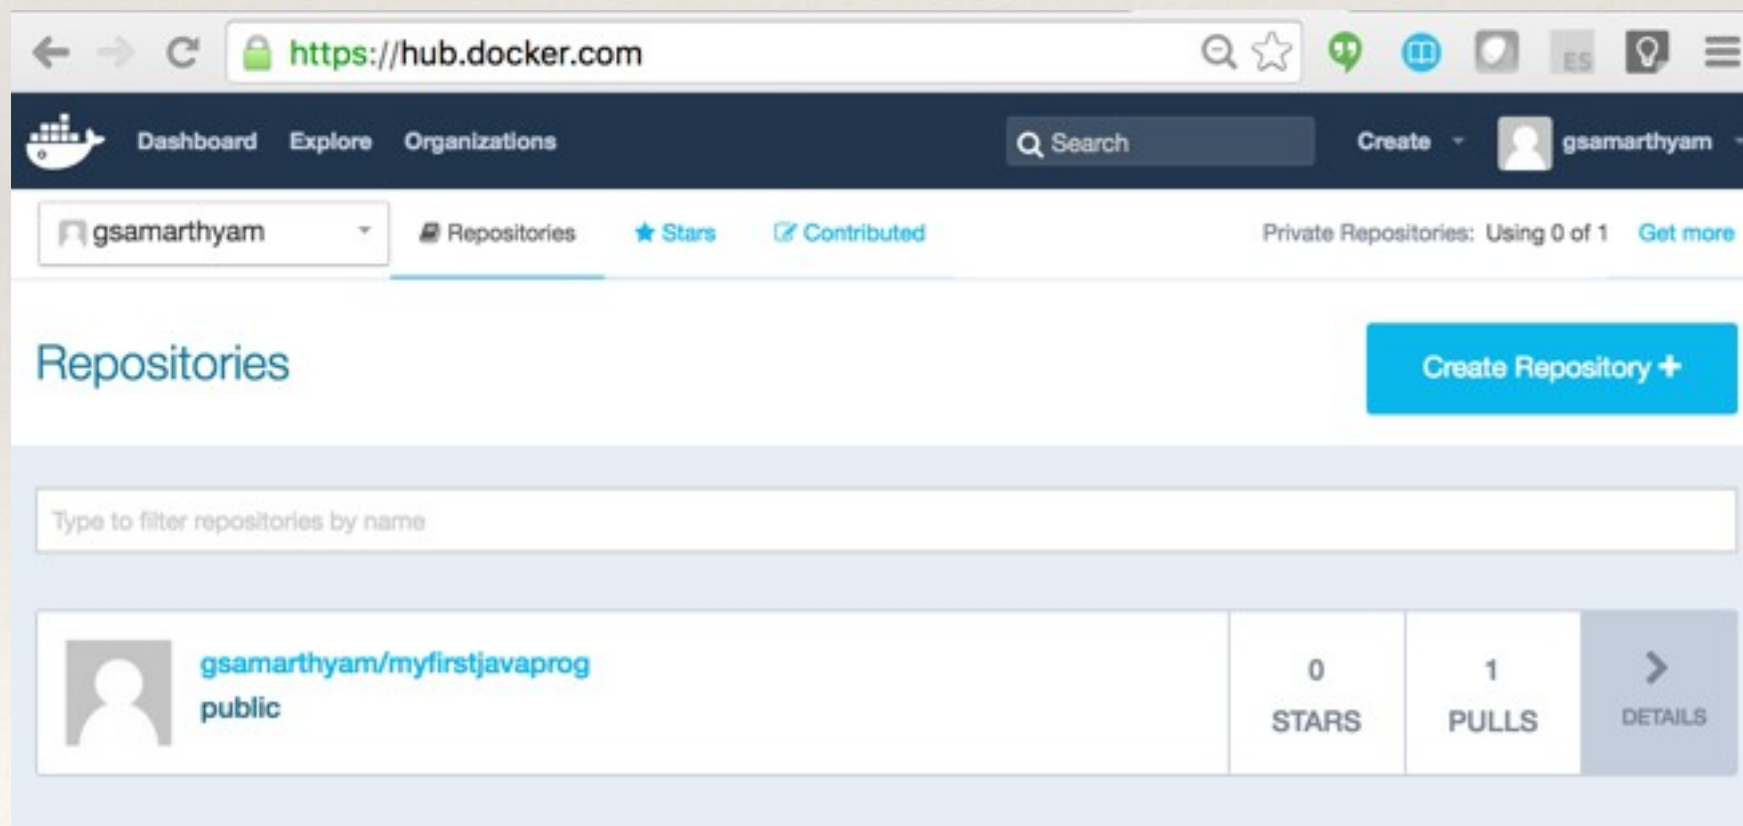 https://hub.docker.com
ES
Dashboard Explore Organizations Search Create gsamarthyam
gsamarthyam Repositories Stars Contributed Private Repositories: Using 0 of 1 Get more
Repositories
Create Repository +
Type to filter repositories by name
gsamarthyam/myfirstjavaprog
public
0
STARS
1
PULLS
DETAILS